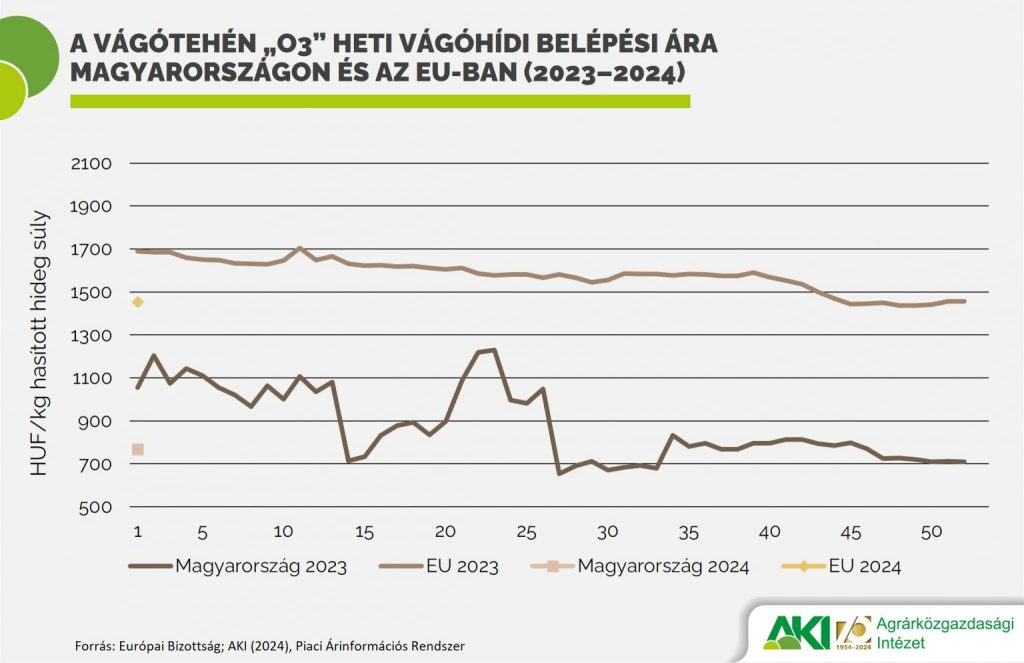 A VÁGÓTEHÉN „O3” HETI VÁGÓHÍDI BELÉPÉSI ÁRA
MAGYARORSZÁGON ÉS AZ EU-BAN (2023–2024)
HUF/kg hasított hideg súly
2100
1900
1700
1500
1300
1100
900
700
500
1 5 10 15 20 25 30 35 40 45 50
Magyarország 2023 EU 2023 Magyarország 2024 EU 2024
Forrás: Európai Bizottság; AKI (2024), Piaci Árinformációs Rendszer
AKI
1954-2024
Agrárközgazdasági
Intézet